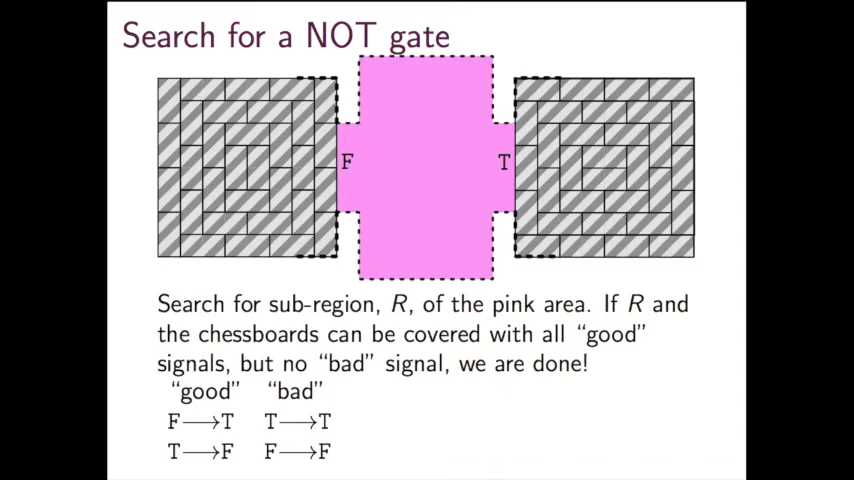 Search for a NOT gate
F T
Search for sub-region, R, of the pink area. If R and
the chessboards can be covered with all “good”
signals, but no “bad” signal, we are done!
“good” “bad”
F⟶T T⟶T
T⟶F F⟶F